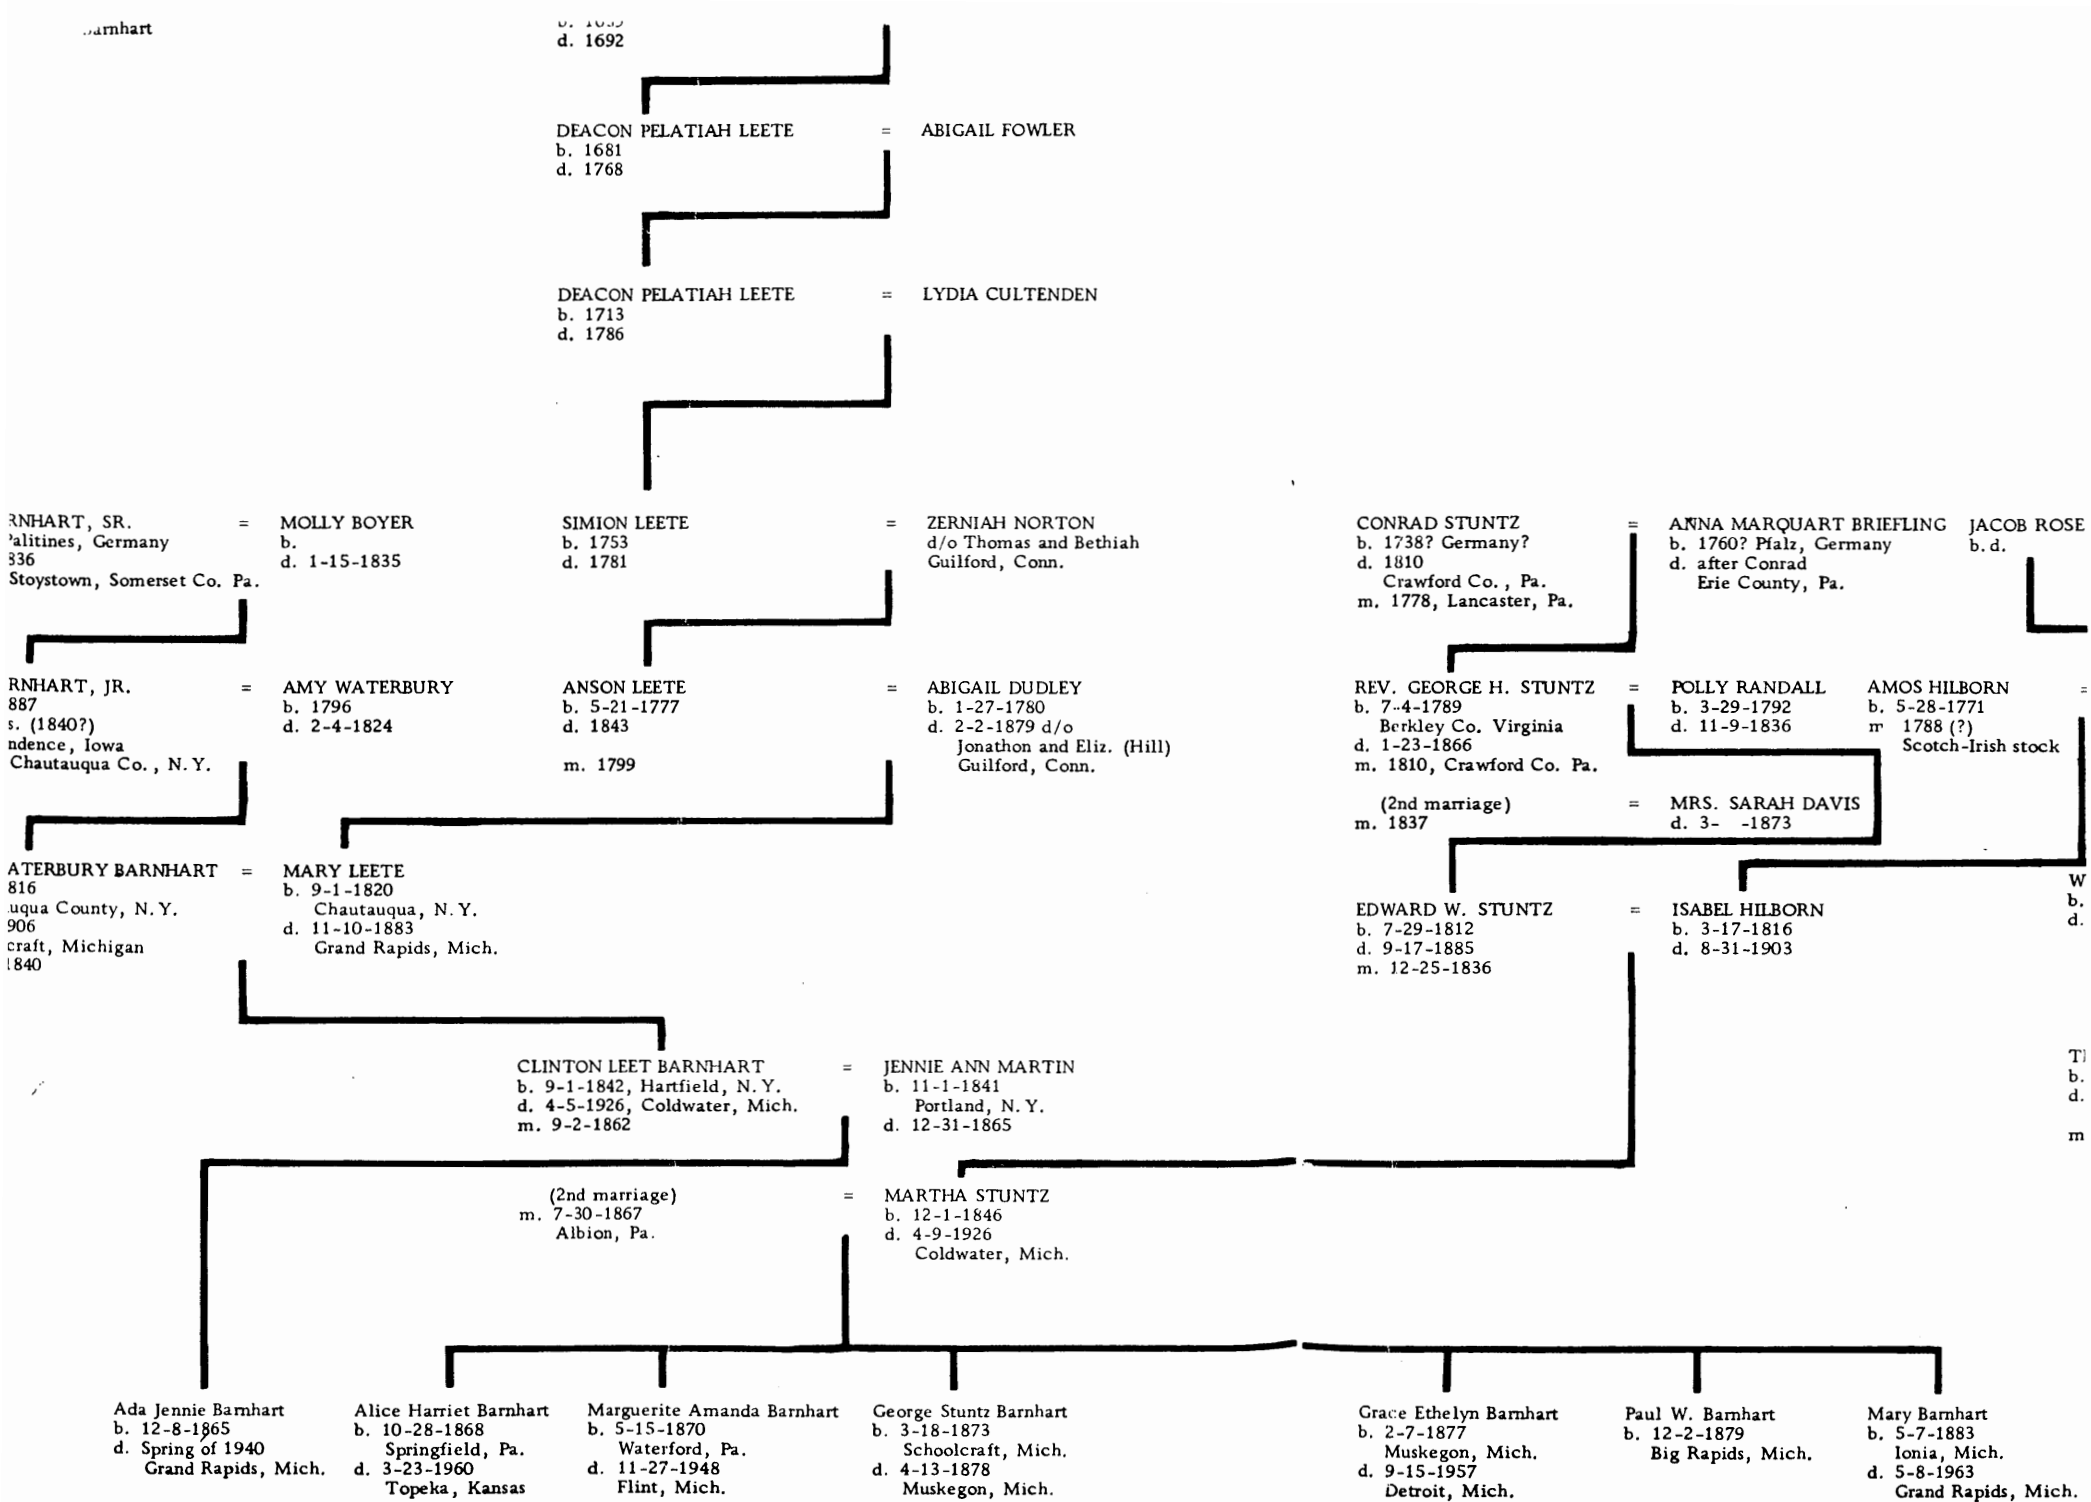 Barnhart
d. 1692
DEACON PELATIAH LEETE = ABIGAIL FOWLER
b. 1681
d. 1768
DEACON PELATIAH LEETE = LYDIA CULTENDEN
b. 1713
d. 1786
RNHART, SR. = MOLLY BOYER
Palitines, Germany
b.
836
d. 1-15-1835
Stoystown, Somerset Co. Pa.
SIMION LEETE = ZERNIAH NORTON
b. 1753
d. 1781
d/o Thomas and Bethiah
Guilford, Conn.
CONRAD STUNTZ = ANNA MARQUART BRIEFLING
b. 1738? Germany?
d. 1810
Crawford Co., Pa.
m. 1778, Lancaster, Pa.
b. 1760? Pfalz, Germany
d. after Conrad
Erie County, Pa.
JACOB ROSE
b. d.
RNHART, JR. = AMY WATERBURY
887
s. (1840?)
ndence, Iowa
Chautauqua Co., N.Y.
b. 1796
d. 2-4-1824
ANSON LEETE = ABIGAIL DUDLEY
b. 5-21-1777
d. 1843
m. 1799
b. 1-27-1780
d. 2-2-1879 d/o
Jonathon and Eliz. (Hill)
Guilford, Conn.
REV. GEORGE H. STUNTZ = POLLY RANDALL
b. 7-4-1789
Berkley Co. Virginia
d. 1-23-1866
m. 1810, Crawford Co. Pa.
b. 3-29-1792
d. 11-9-1836
(2nd marriage) = MRS. SARAH DAVIS
m. 1837
d. 3- -1873
AMOS HILBORN =
b. 5-28-1771
m 1788 (?)
Scotch-Irish stock
ATERBURY BARNHART = MARY LEETE
816
uqua County, N.Y.
906
craft, Michigan
1840
b. 9-1-1820
Chautauqua, N.Y.
d. 11-10-1883
Grand Rapids, Mich.
EDWARD W. STUNTZ = ISABEL HILBORN
b. 7-29-1812
d. 9-17-1885
m. 12-25-1836
b. 3-17-1816
d. 8-31-1903
W
b.
d.
CLINTON LEET BARNHART = JENNIE ANN MARTIN
b. 9-1-1842, Hartfield, N.Y.
d. 4-5-1926, Coldwater, Mich.
m. 9-2-1862
b. 11-1-1841
Portland, N.Y.
d. 12-31-1865
b.
d.
m
(2nd marriage) = MARTHA STUNTZ
m. 7-30-1867
Albion, Pa.
b. 12-1-1846
d. 4-9-1926
Coldwater, Mich.
Ada Jennie Barnhart
b. 12-8-1865
d. Spring of 1940
Grand Rapids, Mich.
Alice Harriet Barnhart
b. 10-28-1868
Springfield, Pa.
d. 3-23-1960
Topeka, Kansas
Marguerite Amanda Barnhart
b. 5-15-1870
Waterford, Pa.
d. 11-27-1948
Flint, Mich.
George Stuntz Barnhart
b. 3-18-1873
Schoolcraft, Mich.
d. 4-13-1878
Muskegon, Mich.
Grace Ethelyn Barnhart
b. 2-7-1877
Muskegon, Mich.
d. 9-15-1957
Detroit, Mich.
Paul W. Barnhart
b. 12-2-1879
Big Rapids, Mich.
Mary Barnhart
b. 5-7-1883
Ionia, Mich.
d. 5-8-1963
Grand Rapids, Mich.